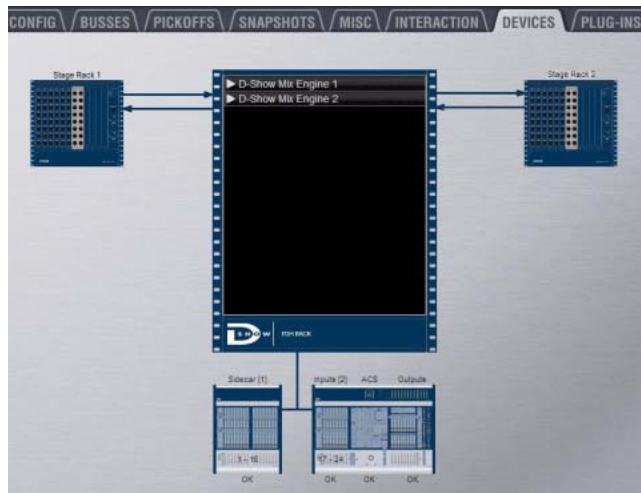 CONFIG BUSSES PICKOFFS SNAPSHOTS MISC INTERACTION DEVICES PLUG-INS
Stage Rack 1
Stage Rack 2
D-Show Mix Engine 1
D-Show Mix Engine 2
D SHOW FOH RACK
Sidecar [1] Inputs [2] ACS Outputs
1 - 16 17 - 24
OK OK OK OK